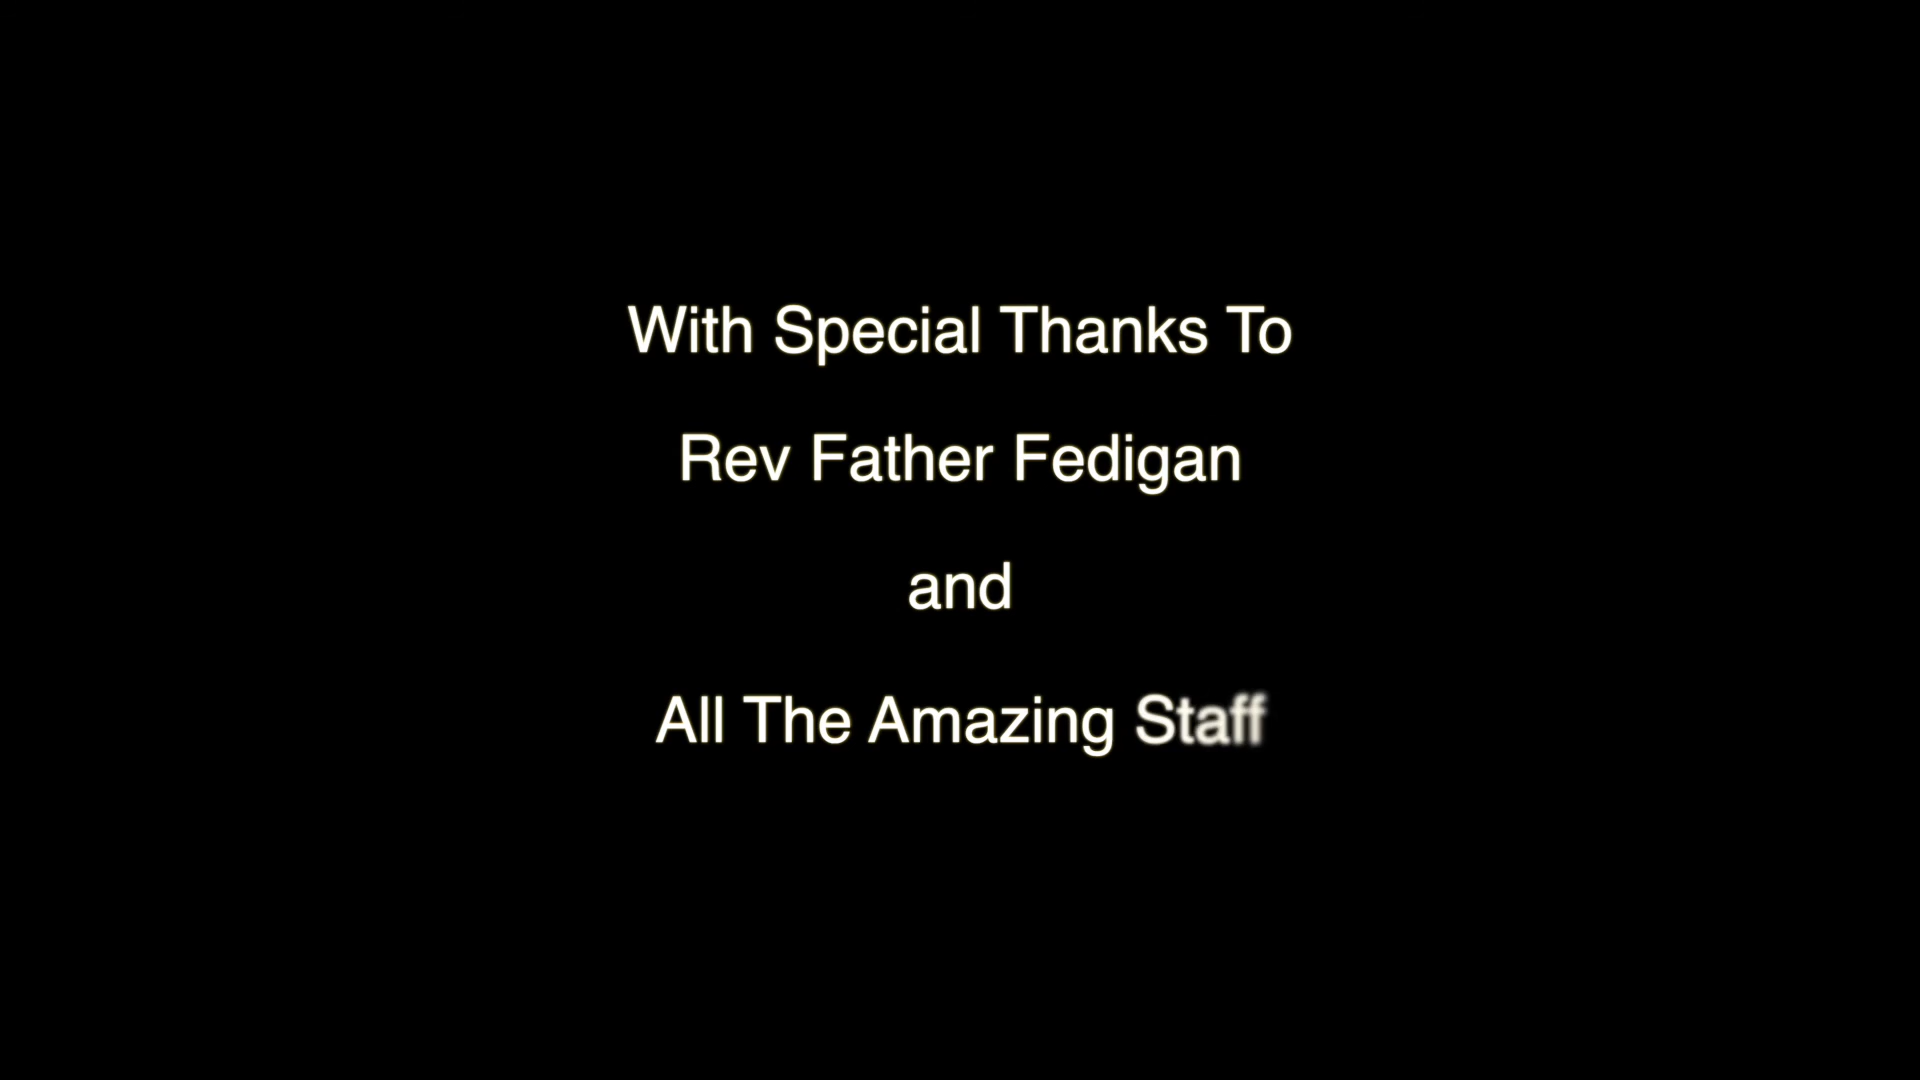 With Special Thanks To
Rev Father Fedigan
and
All The Amazing Staff